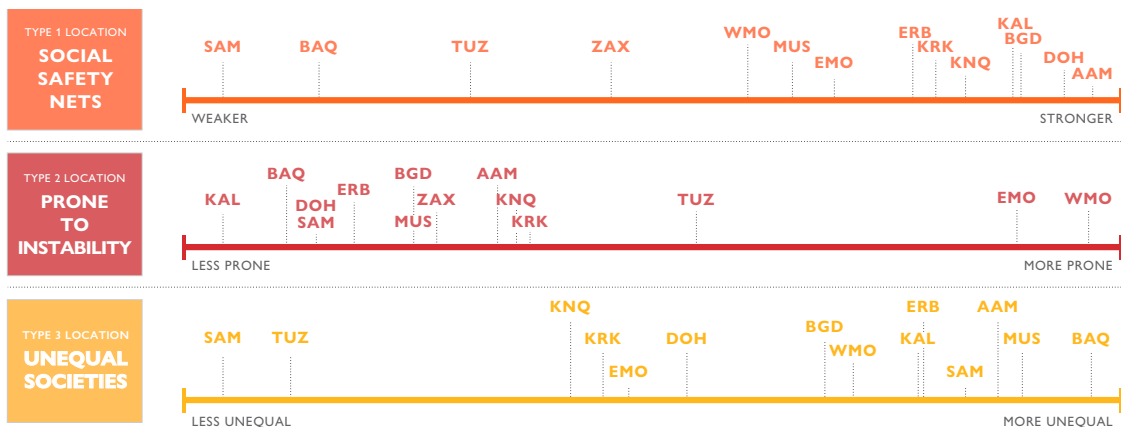 TYPE 1 LOCATION
SOCIAL
SAFETY
NETS
SAM BAQ TUZ ZAX WMO MUS EMO ERB KRK KNQ KAL BGD DOH AAM
WEAKER STRONGER
TYPE 2 LOCATION
PRONE
TO
INSTABILITY
KAL BAQ DOH SAM ERB BGD MUS ZAX AAM KNQ KRK TUZ EMO WMO
LESS PRONE MORE PRONE
TYPE 3 LOCATION
UNEQUAL
SOCIETIES
SAM TUZ KNQ KRK EMO DOH BGD WMO KAL ERB SAM AAM MUS BAQ
LESS UNEQUAL MORE UNEQUAL